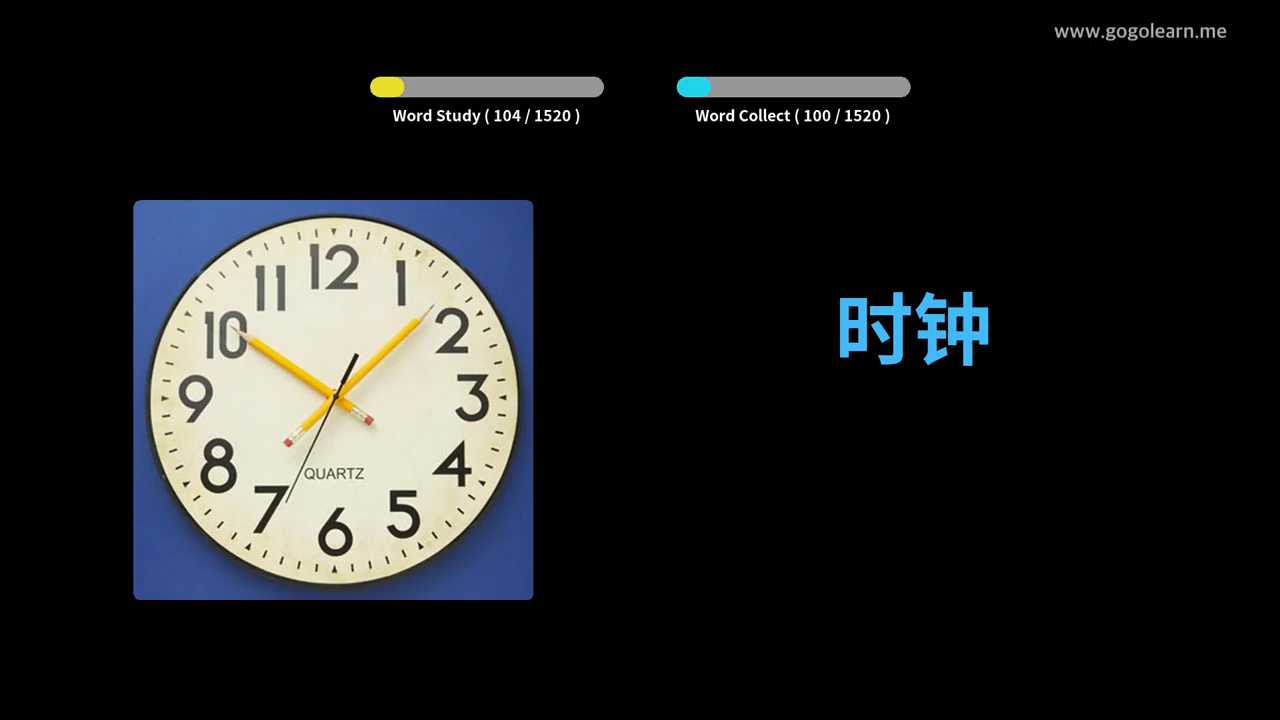 www.gogolearn.me
Word Study ( 104 / 1520 )
Word Collect ( 100 / 1520 )
12
11
1
10
2
9
3
8
4
7
5
6
QUARTZ
时钟